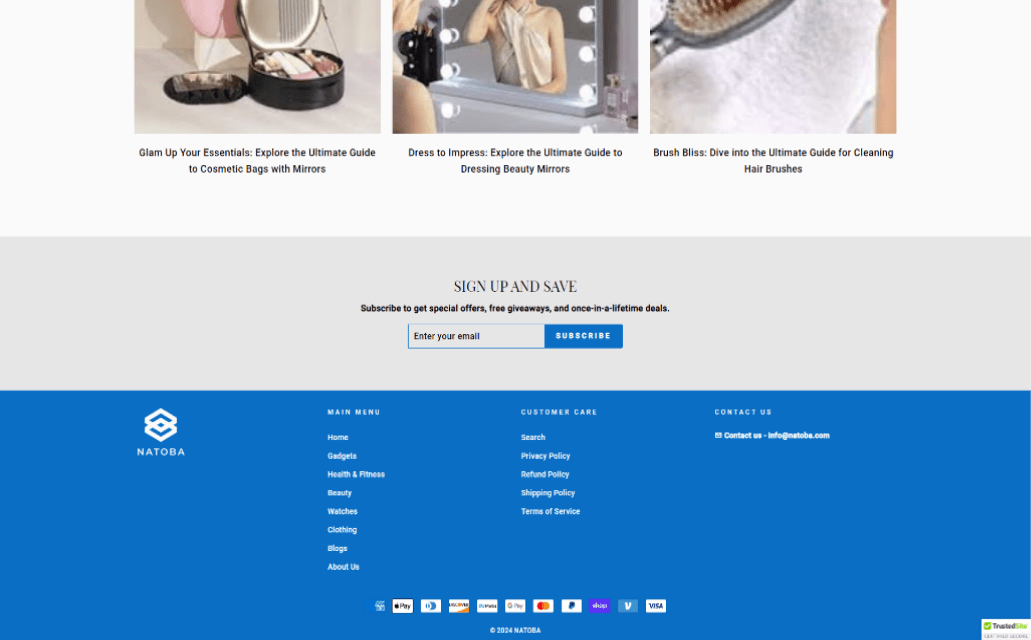 Glam Up Your Essentials: Explore the Ultimate Guide
to Cosmetic Bags with Mirrors
Dress to Impress: Explore the Ultimate Guide to
Dressing Beauty Mirrors
Brush Bliss: Dive into the Ultimate Guide for Cleaning
Hair Brushes
SIGN UP AND SAVE
Subscribe to get special offers, free giveaways, and once-in-a-lifetime deals.
Enter your email
SUBSCRIBE
NATOBA
MAIN MENU
Home
Gadgets
Health & Fitness
Beauty
Watches
Clothing
Blogs
About Us
CUSTOMER CARE
Search
Privacy Policy
Refund Policy
Shipping Policy
Terms of Service
CONTACT US
Contact us - info@natoba.com
Pay
DISCOVER
G Pay
shop
VISA
© 2024 NATOBA
TrustedSite
CERTIFIED SECURE